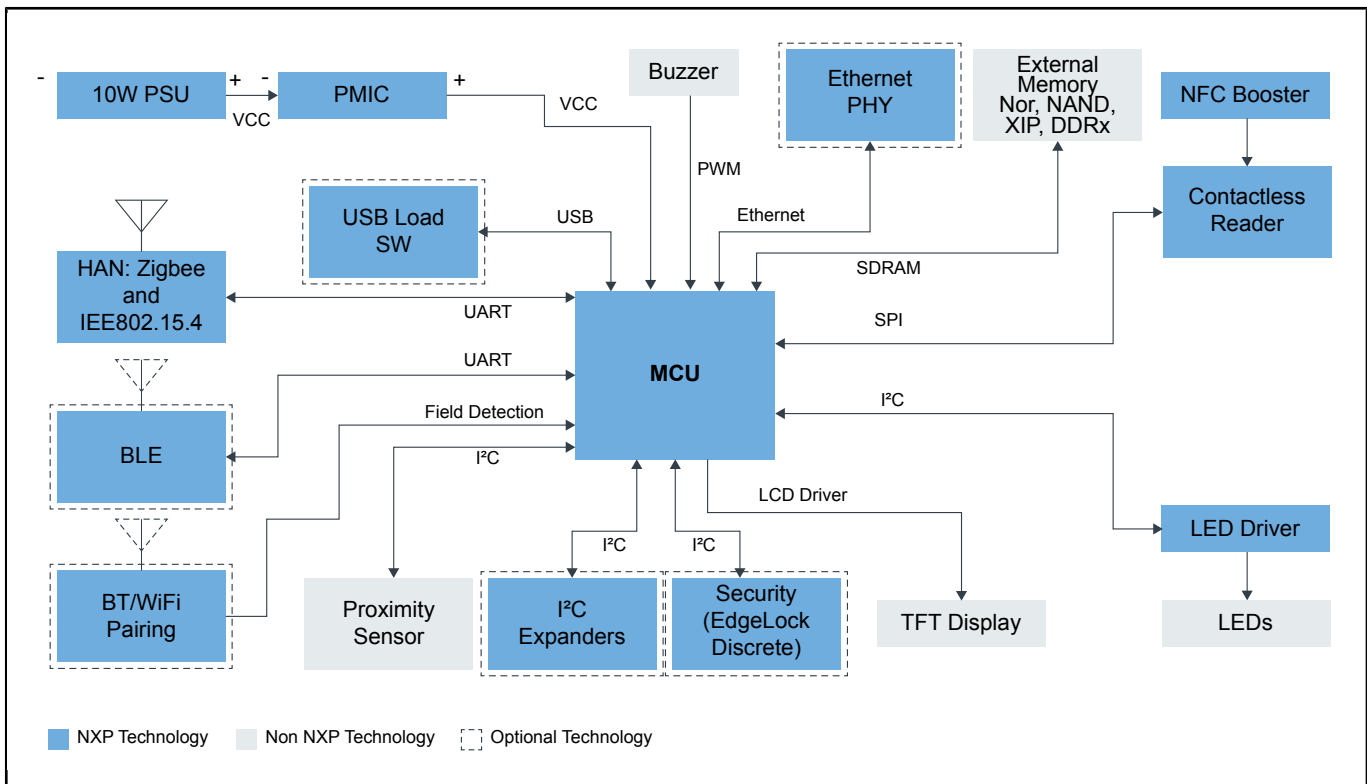 -
10W PSU
+
VCC
-
PMIC
+
VCC
Buzzer
PWM
Ethernet
PHY
Ethernet
External
Memory
Nor, NAND,
XIP, DDRx
SDRAM
NFC Booster
Contactless
Reader
SPI
USB Load
SW
USB
HAN: Zigbee
and
IEE802.15.4
UART
UART
MCU
BLE
Field Detection
I²C
I²C
BT/WiFi
Pairing
Proximity
Sensor
I²C
I²C
Expanders
I²C
Security
(EdgeLock
Discrete)
LCD Driver
TFT Display
LED Driver
LEDs
NXP Technology
Non NXP Technology
Optional Technology